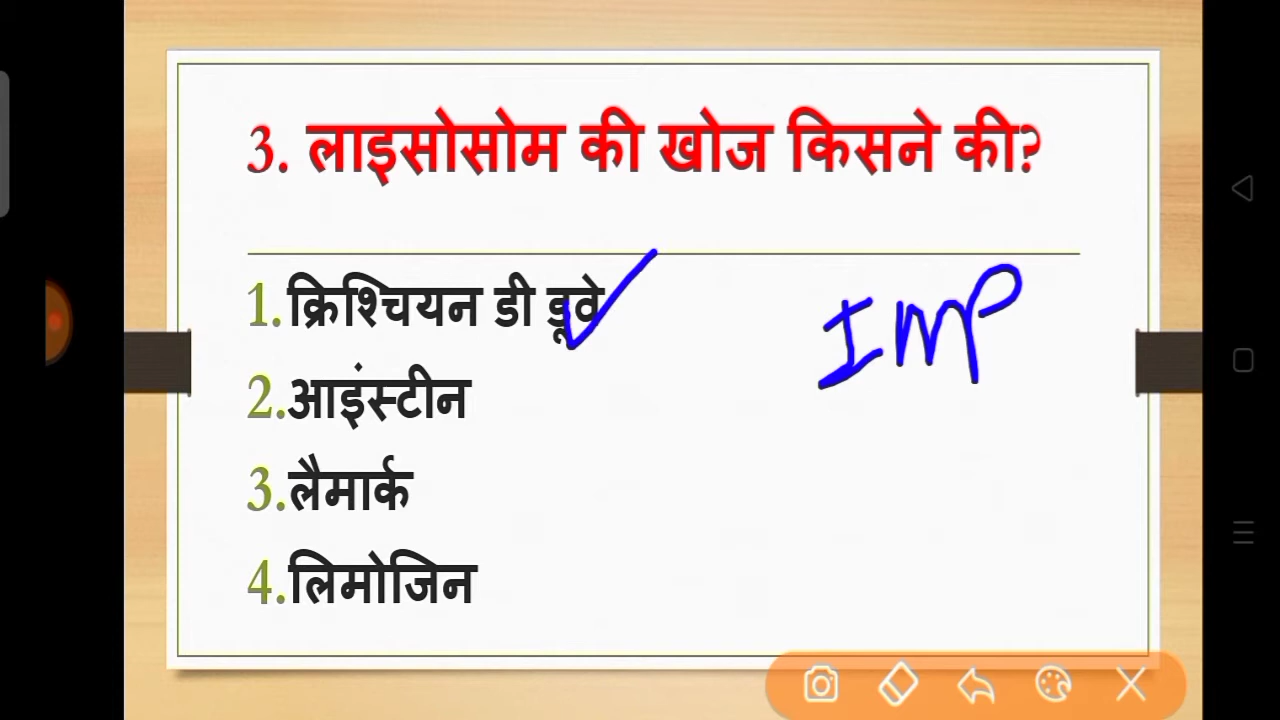 3. लाइसोसोम की खोज किसने की?
1.क्रिश्चियन डी डूवे
IMP
2.आइंस्टीन
3.लैमार्क
4.लिमोजिन